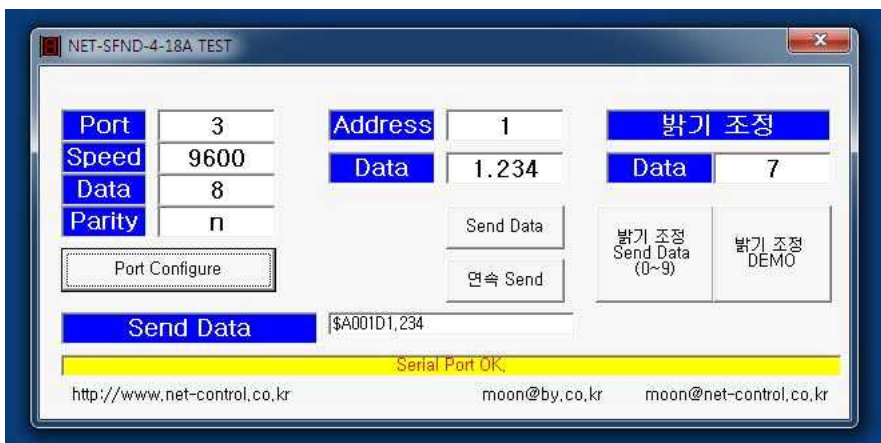 NET-SFND-4-18A TEST
Port 3 Address 1 밝기 조정
Speed 9600 Data 1.234 Data 7
Data 8
Parity n
Send Data
밝기 조정 Send Data (0~9)
밝기 조정 DEMO
Port Configure
연속 Send
Send Data $A001D1.234
Serial Port OK.
http://www.net-control.co.kr moon@by.co.kr moon@net-control.co.kr